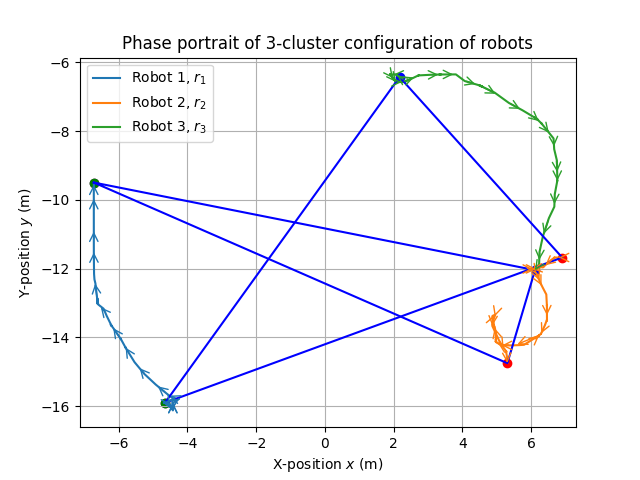 Phase portrait of 3-cluster configuration of robots
Robot 1, r₁
Robot 2, r₂
Robot 3, r₃
−6
−8
−10
−12
−14
−16
Y-position y (m)
−6 −4 −2 0 2 4 6
X-position x (m)